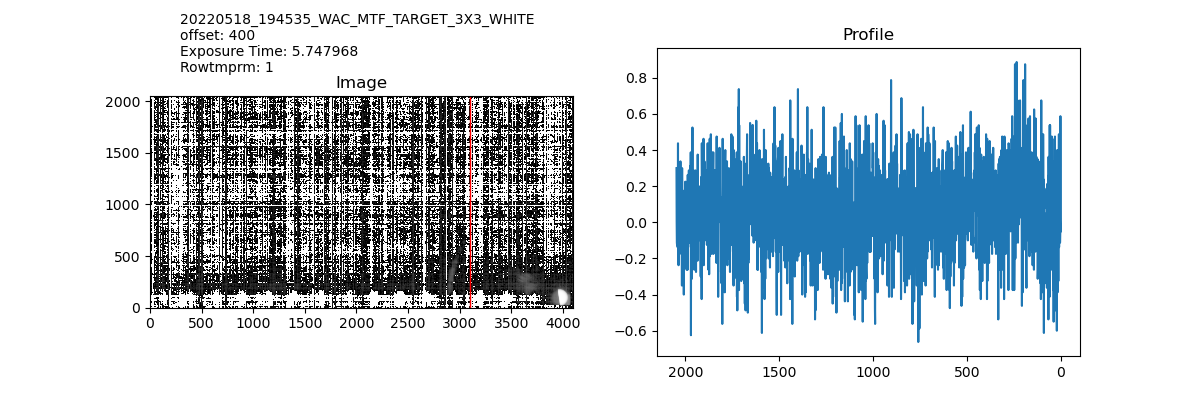 20220518_194535_WAC_MTF_TARGET_3X3_WHITE
offset: 400
Exposure Time: 5.747968
Rowtmprm: 1
Image
2000
1500
1000
500
0
0 500 1000 1500 2000 2500 3000 3500 4000
Profile
0.8
0.6
0.4
0.2
0.0
−0.2
−0.4
−0.6
2000 1500 1000 500 0